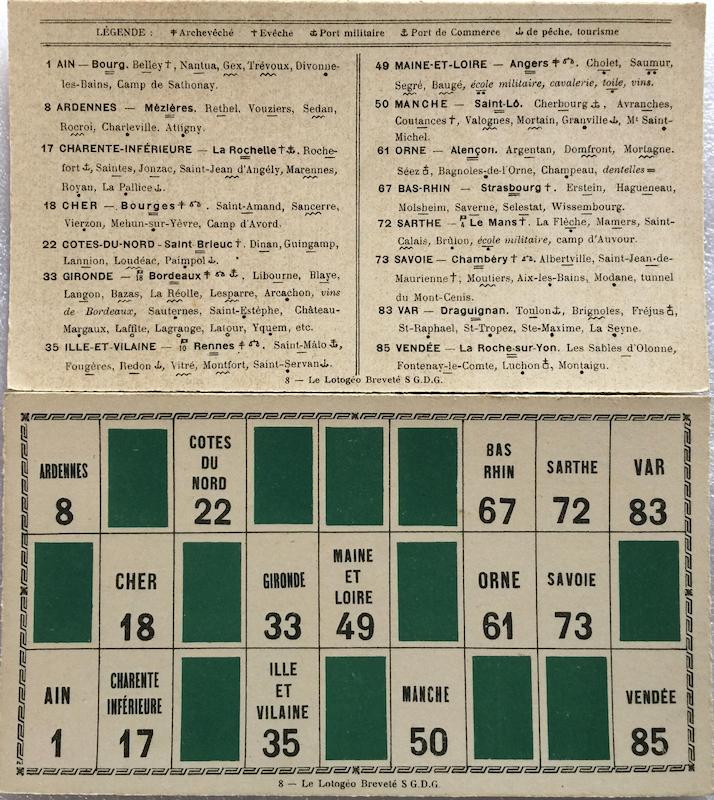 LÉGENDE : Archevêché Evêché Port militaire Port de Commerce de pêche, tourisme
1 AIN — Bourg. Belley, Nantua, Gex, Trévoux, Divonne-
les-Bains, Camp de Sathonay.
8 ARDENNES — Mézières. Rethel, Vouziers, Sedan,
Rocroi, Charleville. Attigny.
17 CHARENTE-INFÉRIEURE — La Rochelle, Roche-
fort, Saintes, Jonzac, Saint-Jean d'Angély, Marennes,
Royan, La Pallice.
18 CHER — Bourges. Saint-Amand, Sancerre,
Vierzon, Mehun-sur-Yèvre, Camp d'Avord.
22 COTES-DU-NORD - Saint Brieuc. Dinan, Guingamp,
Lannion, Loudéac, Paimpol.
33 GIRONDE — 18 Bordeaux, Libourne, Blaye,
Langon, Bazas, La Réolle, Lesparre, Arcachon, vins
de Bordeaux, Sauternes, Saint-Estèphe, Château-
Margaux, Laffite, Lagrange, Latour, Yquem, etc.
35 ILLE-ET-VILAINE — 10 Rennes. Saint-Mâlo,
Fougères, Redon, Vitré, Montfort, Saint-Servan.
49 MAINE-ET-LOIRE — Angers. Cholet, Saumur,
Segré, Baugé, école militaire, cavalerie, toile, vins.
50 MANCHE — Saint-Lô. Cherbourg, Avranches,
Coutances, Valognes, Mortain, Granville, Mt Saint-
Michel.
61 ORNE — Alençon. Argentan, Domfront, Mortagne.
Séez, Bagnoles-de-l'Orne, Champeau, dentelles
67 BAS-RHIN — Strasbourg. Erstein, Hagueneau,
Molsheim, Saverne, Selestat, Wissembourg.
72 SARTHE — 4 Le Mans. La Flèche, Mamers, Saint-
Calais, Brûlon, école militaire, camp d'Auvour.
73 SAVOIE — Chambéry. Albertville, Saint-Jean-de-
Maurienne, Moutiers, Aix-les-Bains, Modane, tunnel
du Mont-Cenis.
83 VAR — Draguignan. Toulon, Brignoles, Fréjus,
St-Raphael, St-Tropez, Ste-Maxime, La Seyne.
85 VENDÉE — La Roche-sur-Yon. Les Sables d'Olonne,
Fontenay-le-Comte, Luchon, Montaigu.
8 — Le Lotogéo Breveté S.G.D.G.
ARDENNES
8
COTES
DU
NORD
22
BAS
RHIN
67
SARTHE
72
VAR
83
CHER
18
GIRONDE
33
MAINE
ET
LOIRE
49
ORNE
61
SAVOIE
73
AIN
1
CHARENTE
INFÉRIEURE
17
ILLE
ET
VILAINE
35
MANCHE
50
VENDÉE
85
8 — Le Lotogéo Breveté S G.D.G.